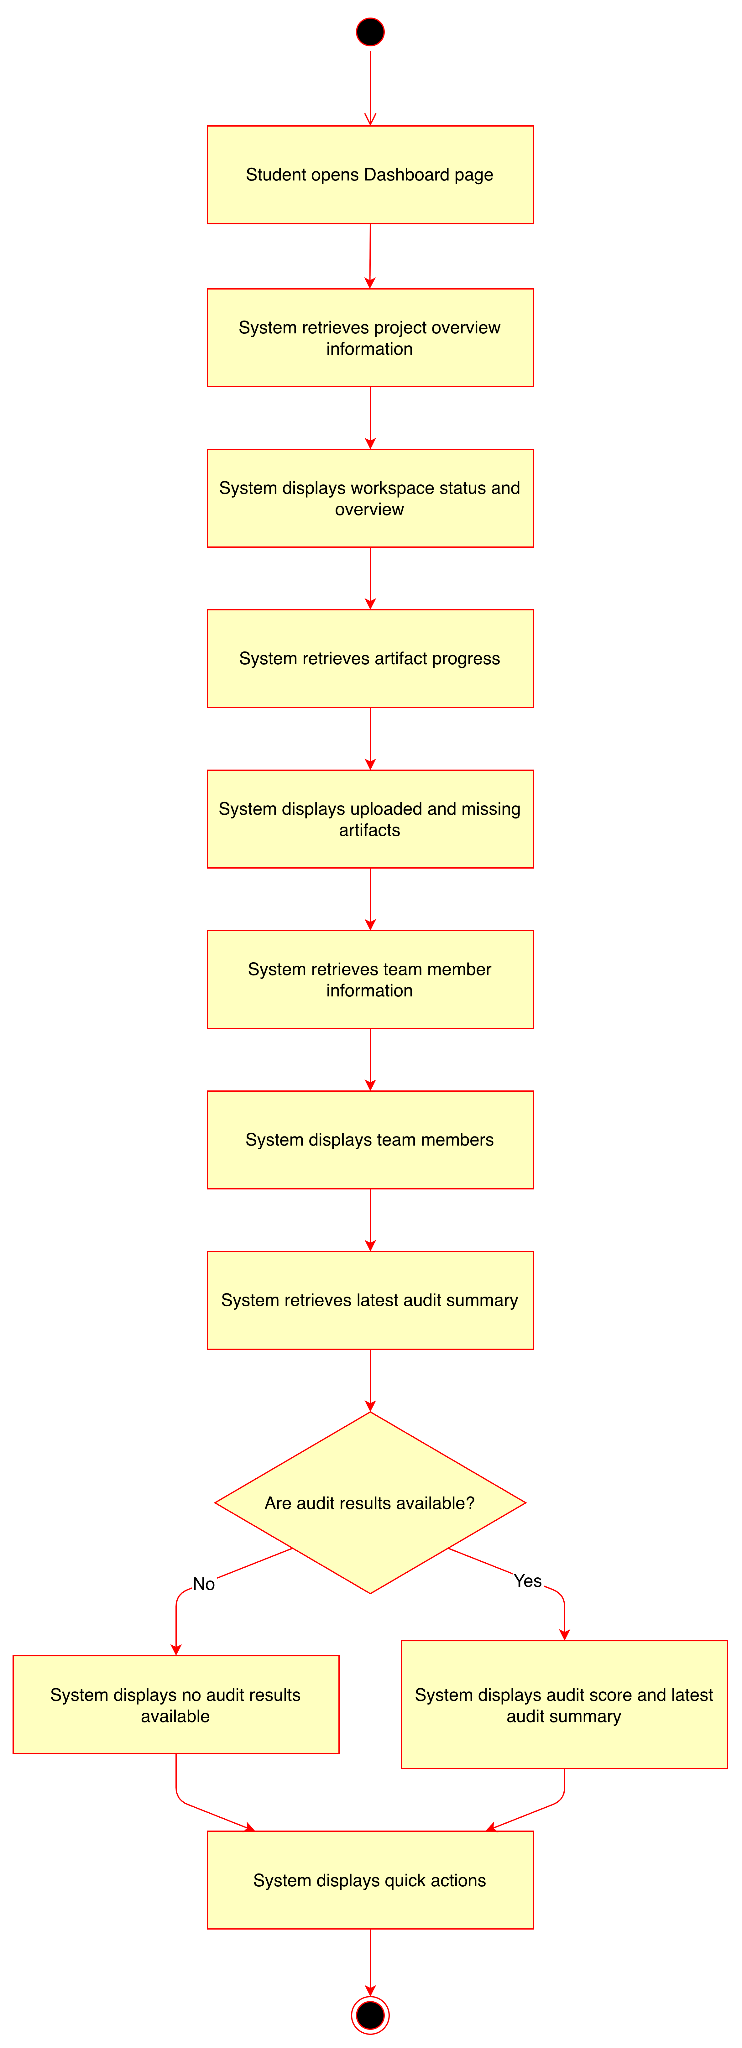 Student opens Dashboard page
System retrieves project overview
information
System displays workspace status and
overview
System retrieves artifact progress
System displays uploaded and missing
artifacts
System retrieves team member
information
System displays team members
System retrieves latest audit summary
Are audit results available?
No
Yes
System displays no audit results
available
System displays audit score and latest
audit summary
System displays quick actions